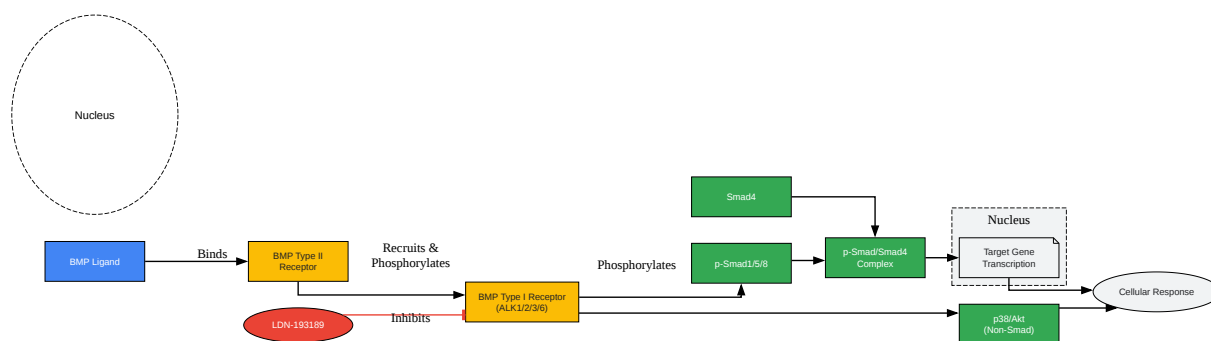 Nucleus
BMP Ligand
Binds
BMP Type II
Receptor
Recruits &
Phosphorylates
LDN-193189
Inhibits
BMP Type I Receptor
(ALK1/2/3/6)
Phosphorylates
Smad4
p-Smad1/5/8
p-Smad/Smad4
Complex
Nucleus
Target Gene
Transcription
p38/Akt
(Non-Smad)
Cellular Response